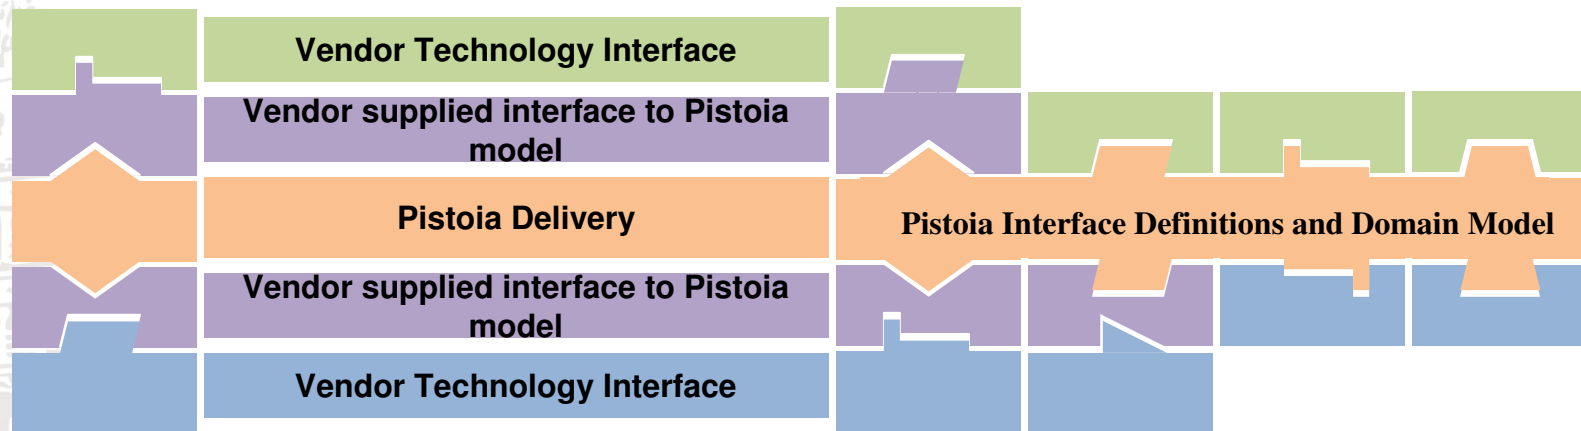 Vendor Technology Interface
Vendor supplied interface to Pistoia
model
Pistoia Delivery
Pistoia Interface Definitions and Domain Model
Vendor supplied interface to Pistoia
model
Vendor Technology Interface